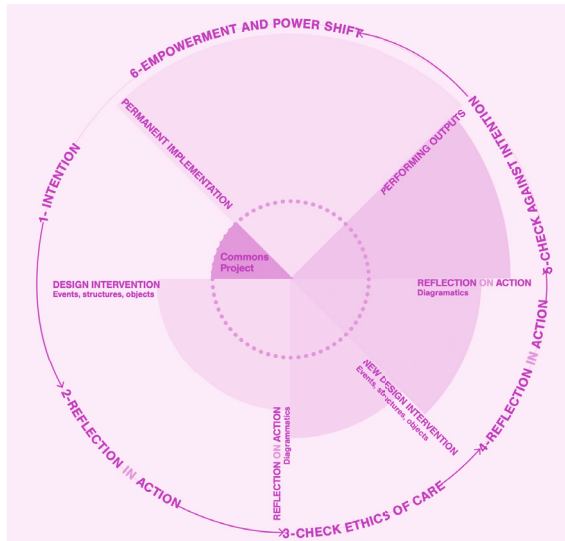 6-EMPOWERMENT AND POWER SHIFT
PERMANENT IMPLEMENTATION
PERFORMING OUTPUTS
1- INTENTION
5-CHECK AGAINST INTENTION
Commons
Project
DESIGN INTERVENTION
Events, structures, objects
REFLECTION ON ACTION
Diagramatics
NEW DESIGN INTERVENTION
Events, structures, objects
REFLECTION ON ACTION
Diagrammatics
2-REFLECTION IN ACTION
4-REFLECTION IN ACTION
3-CHECK ETHICS OF CARE